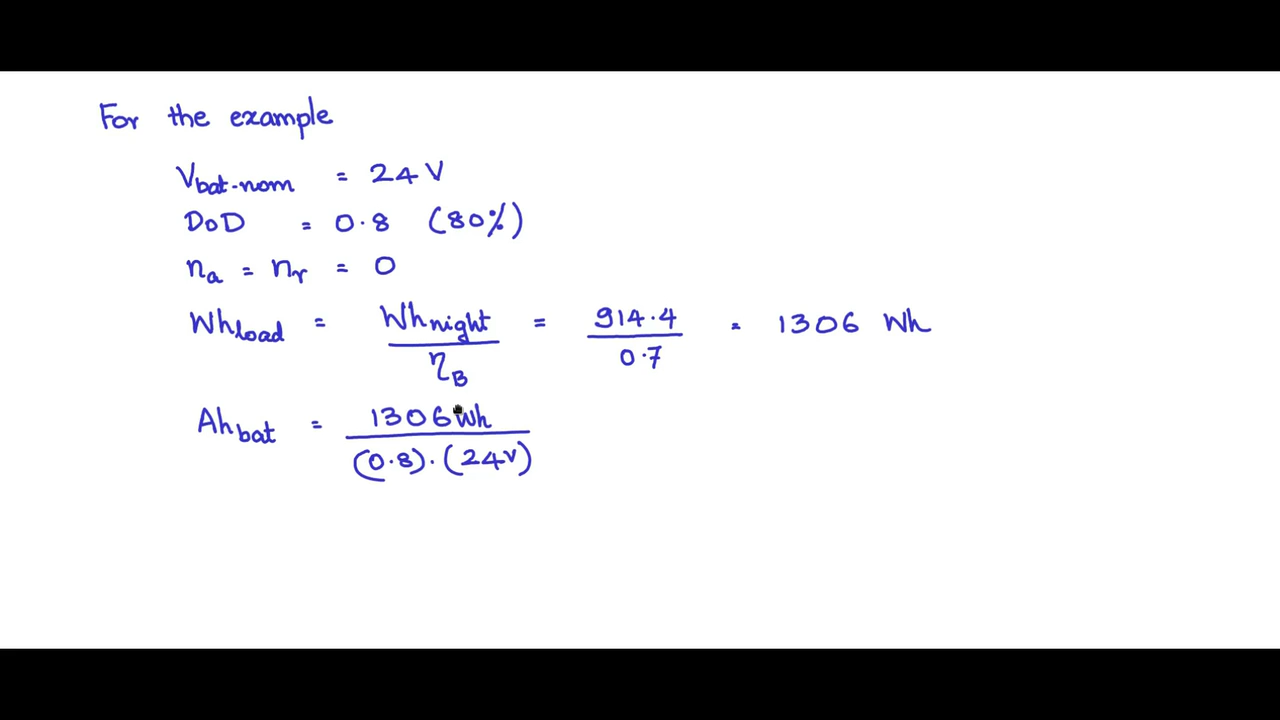 For the example
Vbat-nom = 24 V
DoD = 0.8 (80%)
na = nr = 0
Whload = Whnight / ηB = 914.4 / 0.7 = 1306 Wh
Ahbat = 1306 Wh / (0.8).(24V)